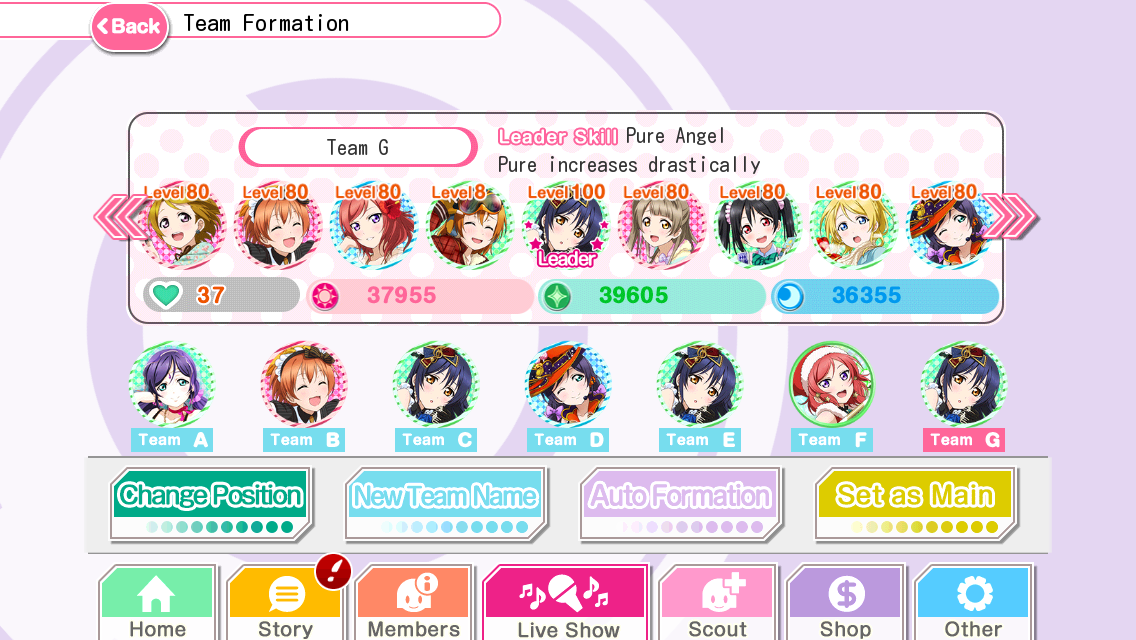 Back
Team Formation
Team G
Leader Skill Pure Angel
Pure increases drastically
Level 80
Level 80
Level 80
Level 8
Level 100
Level 80
Level 80
Level 80
Level 80
Leader
37
37955
39605
36355
Team A
Team B
Team C
Team D
Team E
Team F
Team G
Change Position
New Team Name
Auto Formation
Set as Main
Home
Story
Members
Live Show
Scout
Shop
Other